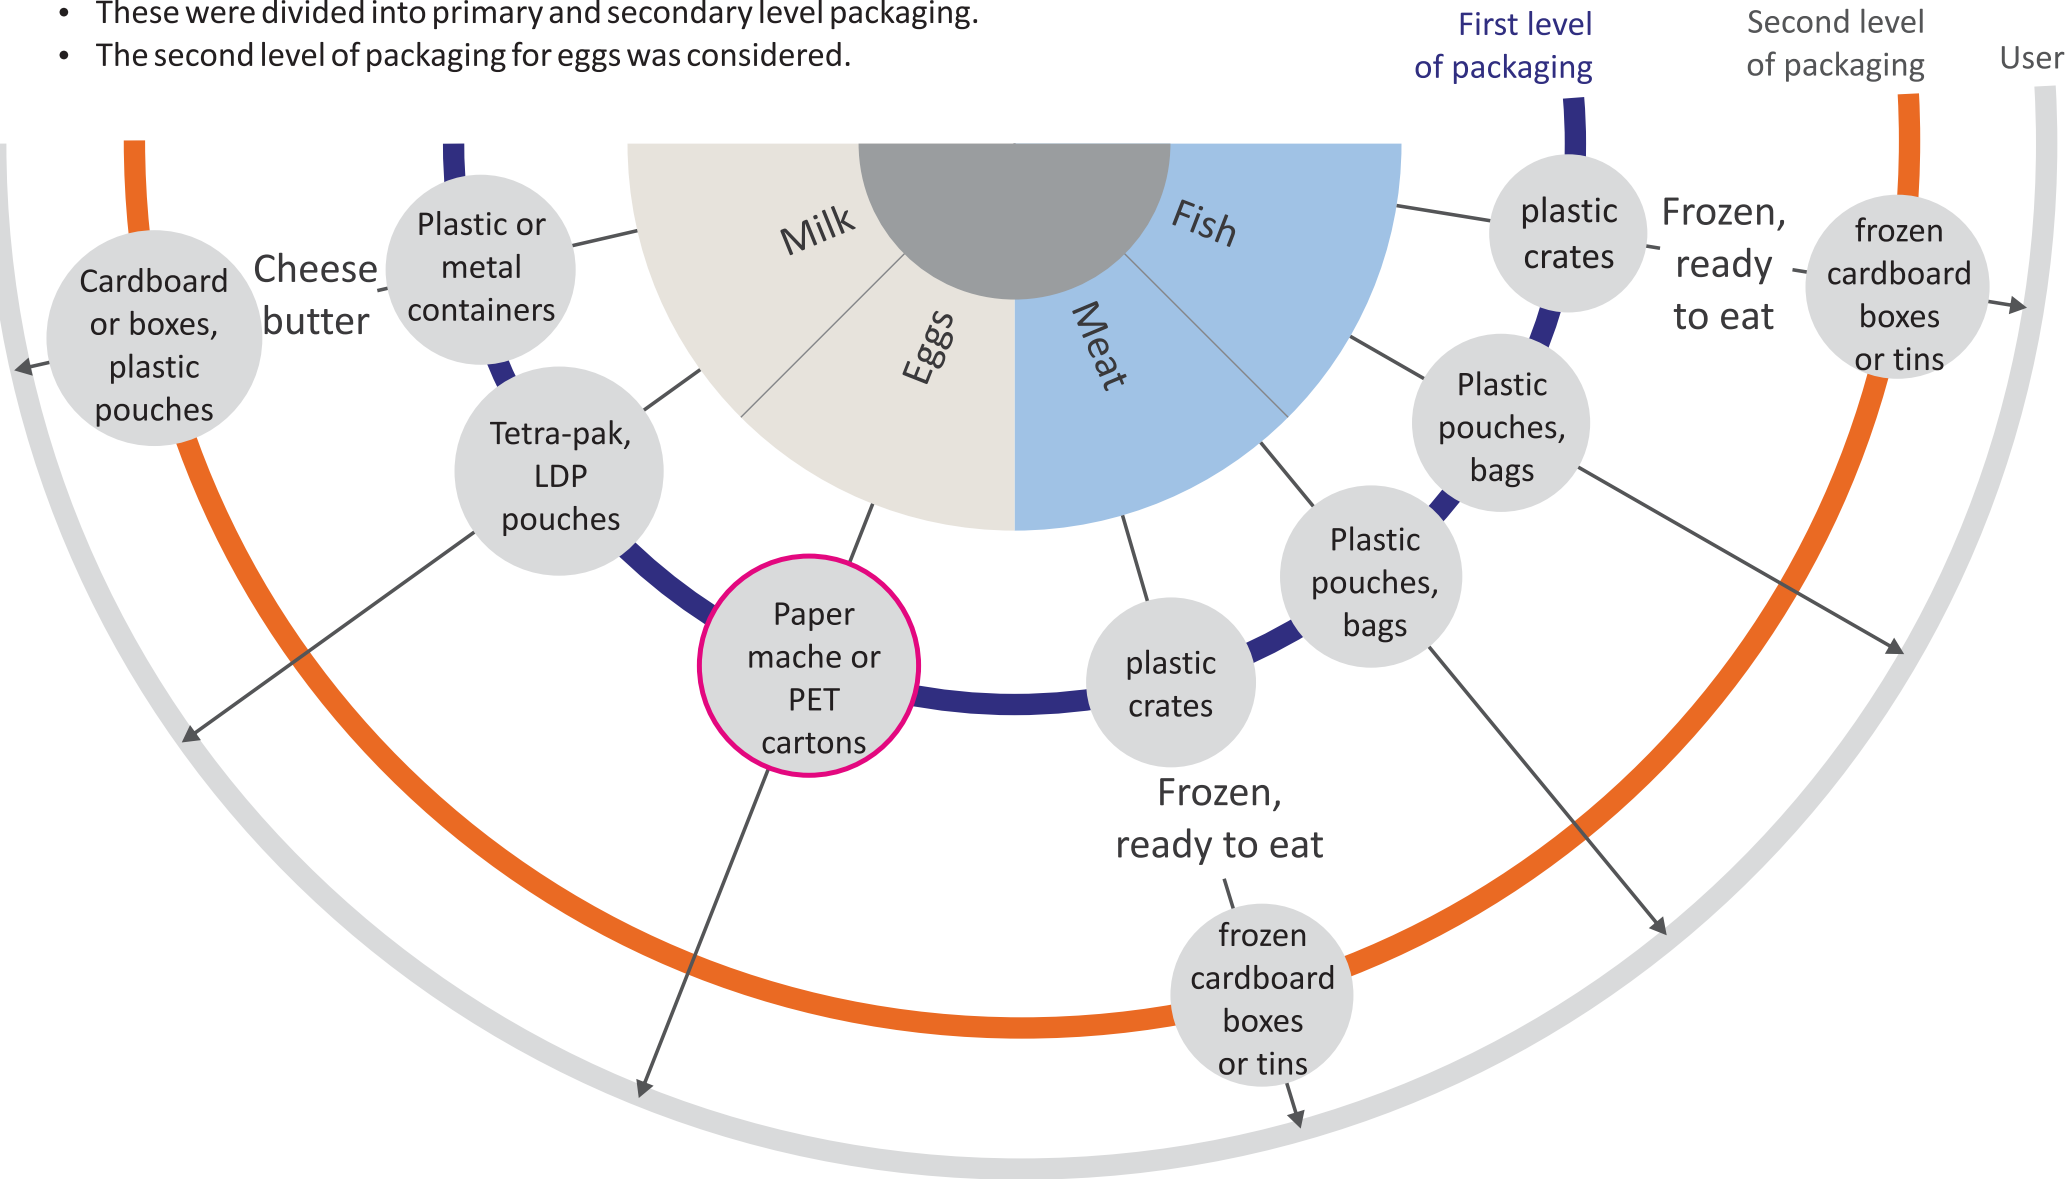 • These were divided into primary and secondary level packaging.
• The second level of packaging for eggs was considered.
First level
of packaging
Second level
of packaging
User
Milk
Eggs
Meat
Fish
Plastic or
metal
containers
Cheese
butter
Cardboard
or boxes,
plastic
pouches
Tetra-pak,
LDP
pouches
Paper
mache or
PET
cartons
plastic
crates
Frozen,
ready to eat
frozen
cardboard
boxes
or tins
Plastic
pouches,
bags
Plastic
pouches,
bags
plastic
crates
Frozen,
ready
to eat
frozen
cardboard
boxes
or tins